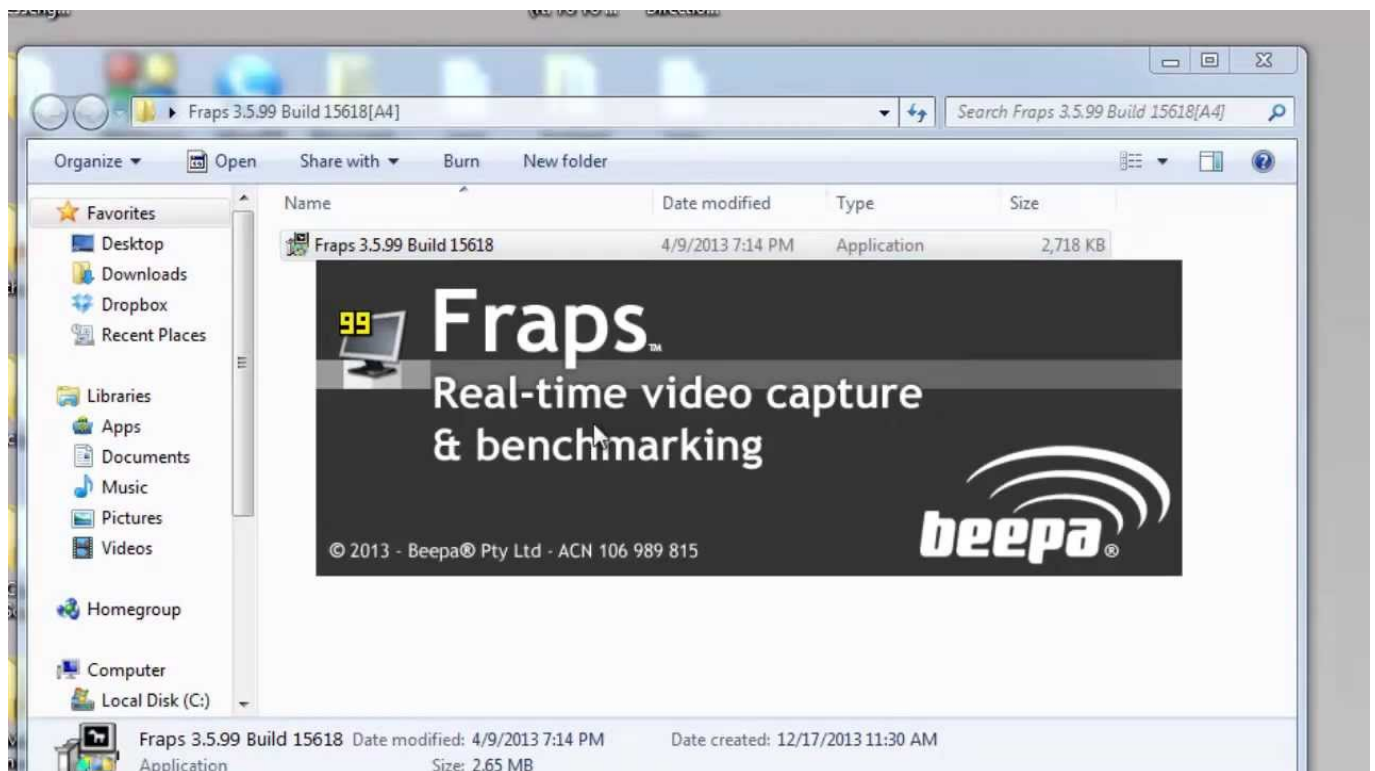 Fraps 3.5.99 Build 15618[A4]
Search Fraps 3.5.99 Build 15618[A4]
Organize Open Share with Burn New folder
Name Date modified Type Size
Favorites
Desktop
Downloads
Dropbox
Recent Places
Libraries
Apps
Documents
Music
Pictures
Videos
Homegroup
Computer
Local Disk (C:)
Fraps 3.5.99 Build 15618 4/9/2013 7:14 PM Application 2,718 KB
99
Fraps™
Real-time video capture
& benchmarking
beepa®
© 2013 - Beepa® Pty Ltd - ACN 106 989 815
Fraps 3.5.99 Build 15618 Date modified: 4/9/2013 7:14 PM Date created: 12/17/2013 11:30 AM
Application Size: 2.65 MB